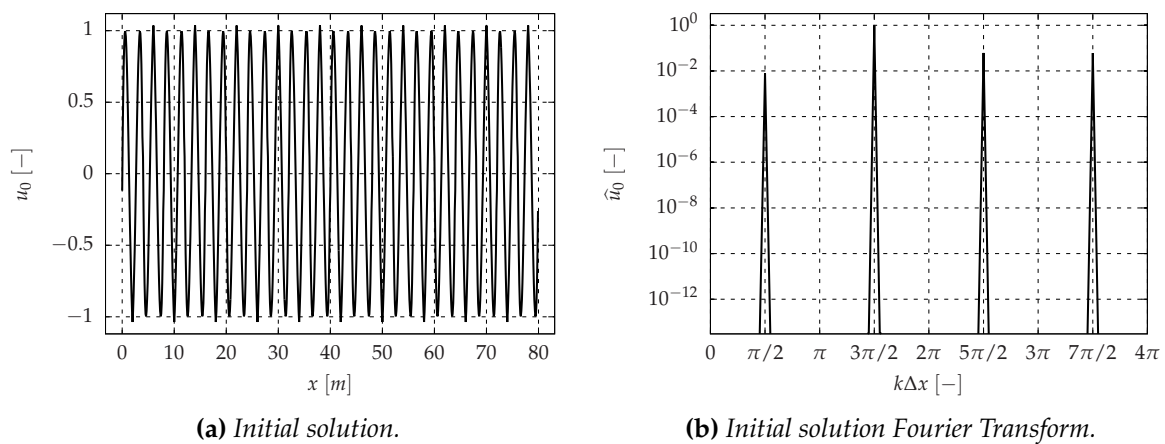 1
0.5
0
−0.5
−1
u₀ [−]
0 10 20 30 40 50 60 70 80
x [m]
(a) Initial solution.
10⁰
10⁻²
10⁻⁴
10⁻⁶
10⁻⁸
10⁻¹⁰
10⁻¹²
û₀ [−]
0 π/2 π 3π/2 2π 5π/2 3π 7π/2 4π
kΔx [−]
(b) Initial solution Fourier Transform.